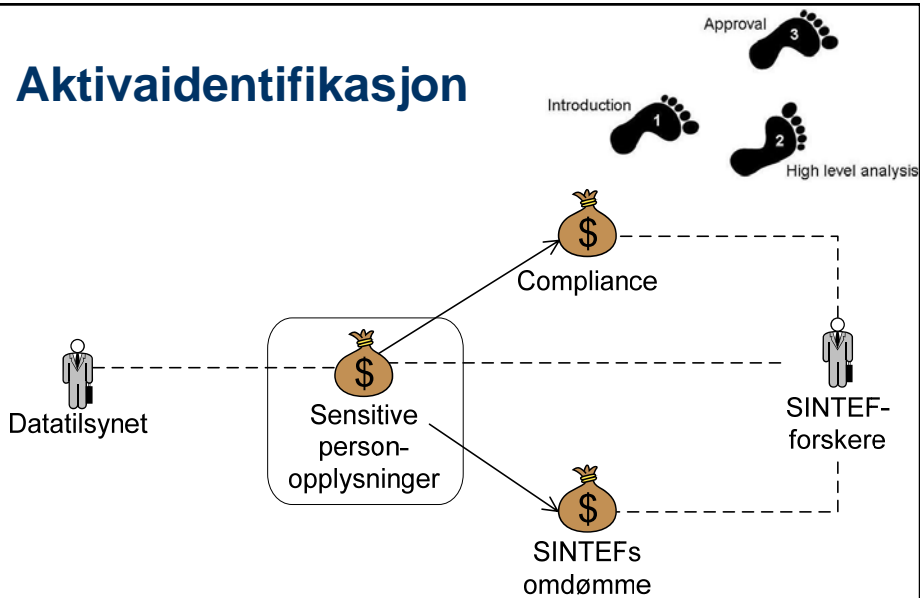 Approval
3
Aktivaidentifikasjon
Introduction
1
2
High level analysis
$
Compliance
$
Datatilsynet
Sensitive
person-
opplysninger
SINTEF-
forskere
$
SINTEFs
omdømme